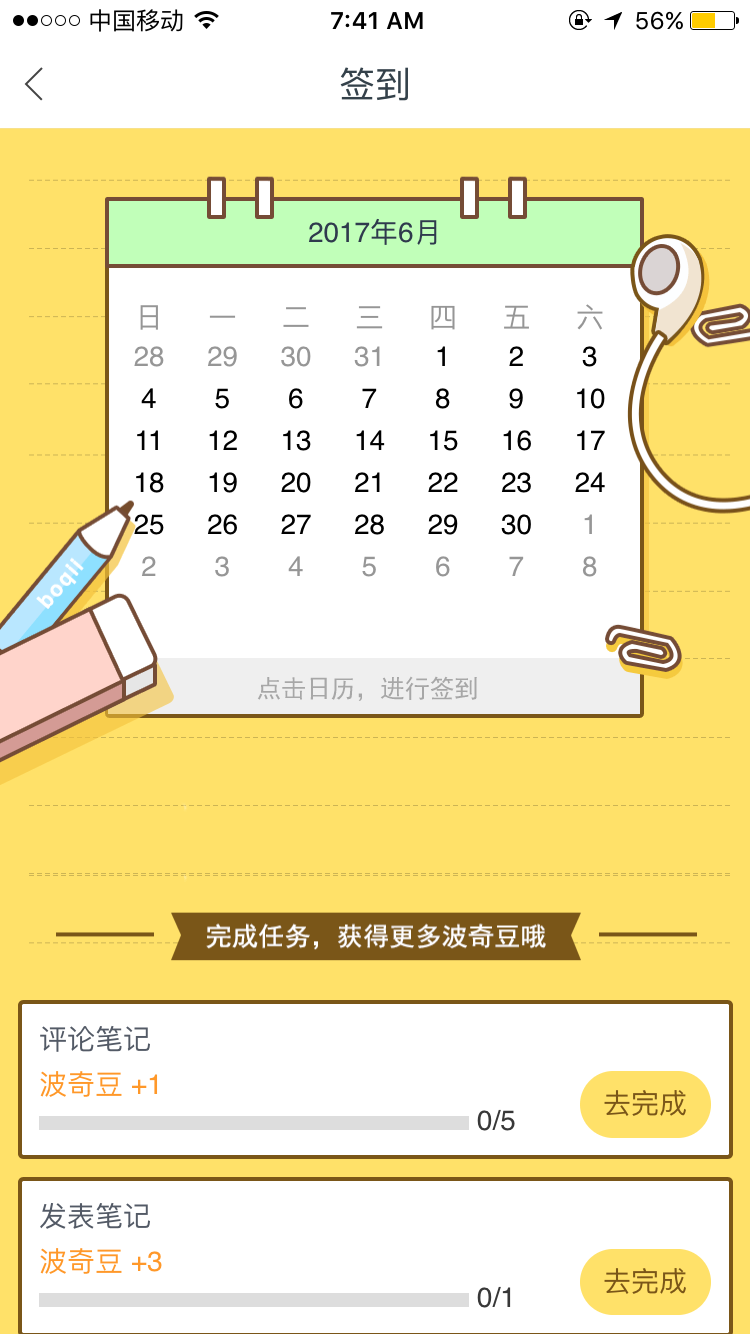 中国移动 7:41 AM 56%
签到
2017年6月
日 一 二 三 四 五 六
28 29 30 31 1 2 3
4 5 6 7 8 9 10
11 12 13 14 15 16 17
18 19 20 21 22 23 24
25 26 27 28 29 30 1
2 3 4 5 6 7 8
boqii
点击日历，进行签到
完成任务，获得更多波奇豆哦
评论笔记
波奇豆 +1
0/5
去完成
发表笔记
波奇豆 +3
0/1
去完成